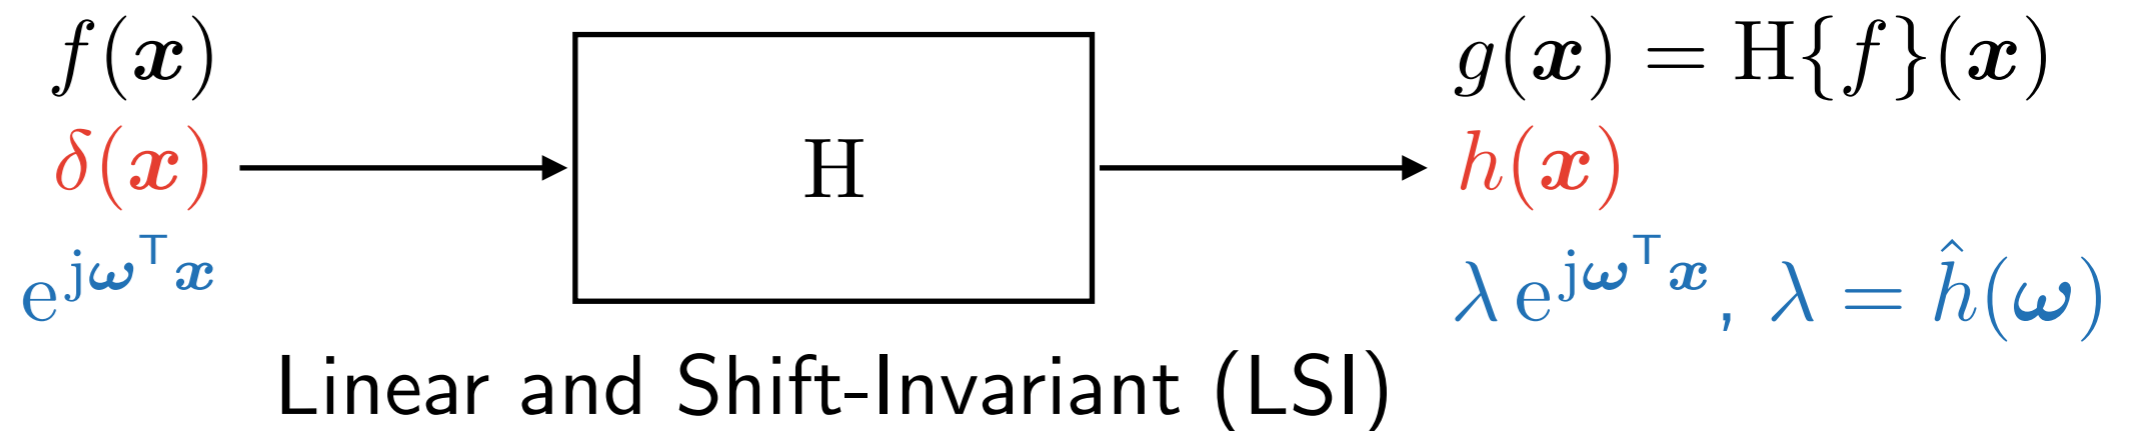 f(𝒙) g(𝒙) = H{f}(𝒙)
δ(𝒙) H h(𝒙)
e^{j𝝎^⊤𝒙} λ e^{j𝝎^⊤𝒙}, λ = ĥ(𝝎)
Linear and Shift-Invariant (LSI)